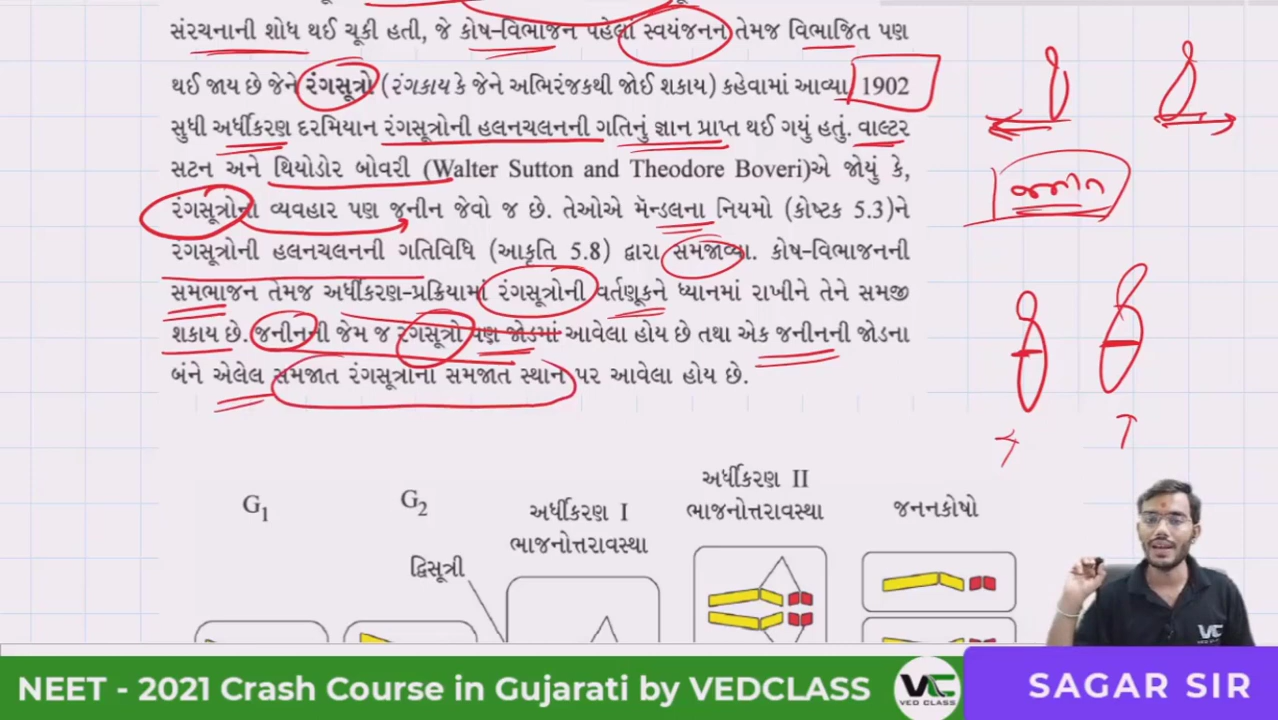 સંરચનાની શોધ થઈ ચૂકી હતી, જે કોષ-વિભાજન પહેલાં સ્વયંજનન તેમજ વિભાજિત પણ
થઈ જાય છે જેને રંગસૂત્રો (રંગકાય કે જેને અભિરંજકથી જોઈ શકાય) કહેવામાં આવ્યા 1902
સુધી અર્ધીકરણ દરમિયાન રંગસૂત્રોની હલનચલનની ગતિનું જ્ઞાન પ્રાપ્ત થઈ ગયું હતું. વાલ્ટર
સટન અને થિયોડોર બોવરી (Walter Sutton and Theodore Boveri)એ જોયું કે,
રંગસૂત્રોના વ્યવહાર પણ જનીન જેવો જ છે. તેઓએ મૅન્ડલના નિયમો (કોષ્ટક 5.3)ને
રંગસૂત્રોની હલનચલનની ગતિવિધિ (આકૃતિ 5.8) દ્વારા સમજાવ્યા. કોષ-વિભાજનની
સમભાજન તેમજ અર્ધીકરણ-પ્રક્રિયામાં રંગસૂત્રોની વર્તણૂકને ધ્યાનમાં રાખીને તેને સમજી
શકાય છે. જનીનની જેમ જ રંગસૂત્રો પણ જોડમાં આવેલા હોય છે તથા એક જનીનની જોડના
બંને એલેલ સમજાત રંગસૂત્રોના સમજાત સ્થાન પર આવેલા હોય છે.
જનીન
T
G1
G2
અર્ધીકરણ I
ભાજનોત્તરાવસ્થા
અર્ધીકરણ II
ભાજનોત્તરાવસ્થા
જનનકોષો
દ્વિસૂત્રી
VC
VED CLASS
NEET - 2021 Crash Course in Gujarati by VEDCLASS
VC
VED CLASS
SAGAR SIR